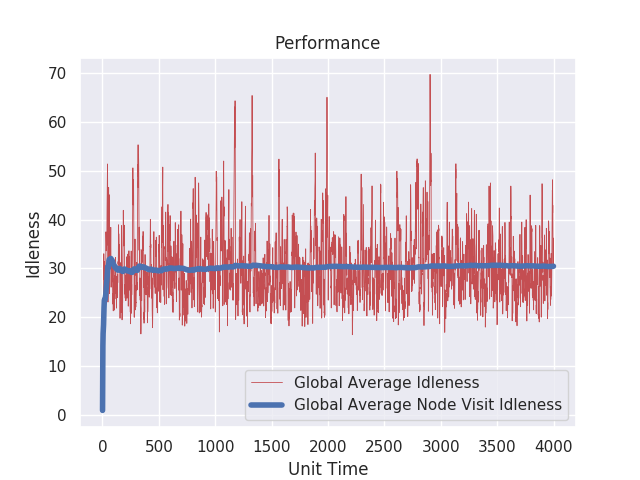 Performance
Idleness
70
60
50
40
30
20
10
0
Global Average Idleness
Global Average Node Visit Idleness
0 500 1000 1500 2000 2500 3000 3500 4000
Unit Time